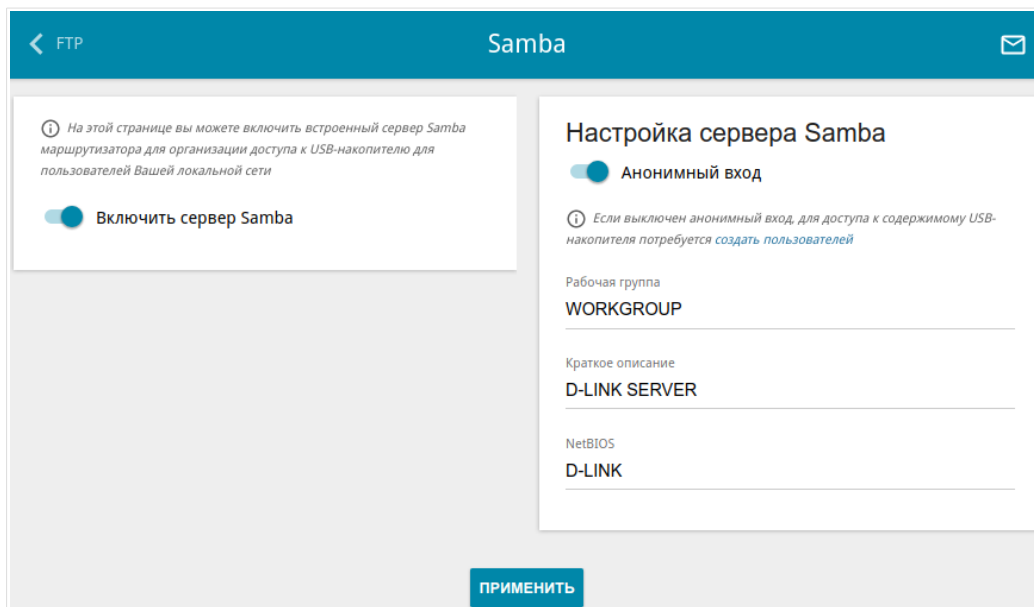 FTP
Samba
На этой странице вы можете включить встроенный сервер Samba
маршрутизатора для организации доступа к USB-накопителю для
пользователей Вашей локальной сети
Включить сервер Samba
Настройка сервера Samba
Анонимный вход
Если выключен анонимный вход, для доступа к содержимому USB-
накопителя потребуется создать пользователей
Рабочая группа
WORKGROUP
Краткое описание
D-LINK SERVER
NetBIOS
D-LINK
ПРИМЕНИТЬ